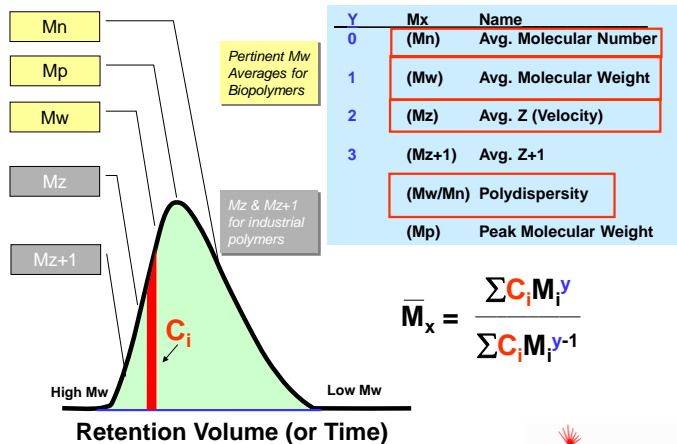 Mn
Mp
Mw
Mz
Mz+1
Pertinent Mw
Averages for
Biopolymers
Mz & Mz+1
for industrial
polymers
Y Mx Name
0 (Mn) Avg. Molecular Number
1 (Mw) Avg. Molecular Weight
2 (Mz) Avg. Z (Velocity)
3 (Mz+1) Avg. Z+1
(Mw/Mn) Polydispersity
(Mp) Peak Molecular Weight
M̅x = ΣCiMi^y / ΣCiMi^y-1
Ci
High Mw
Low Mw
Retention Volume (or Time)